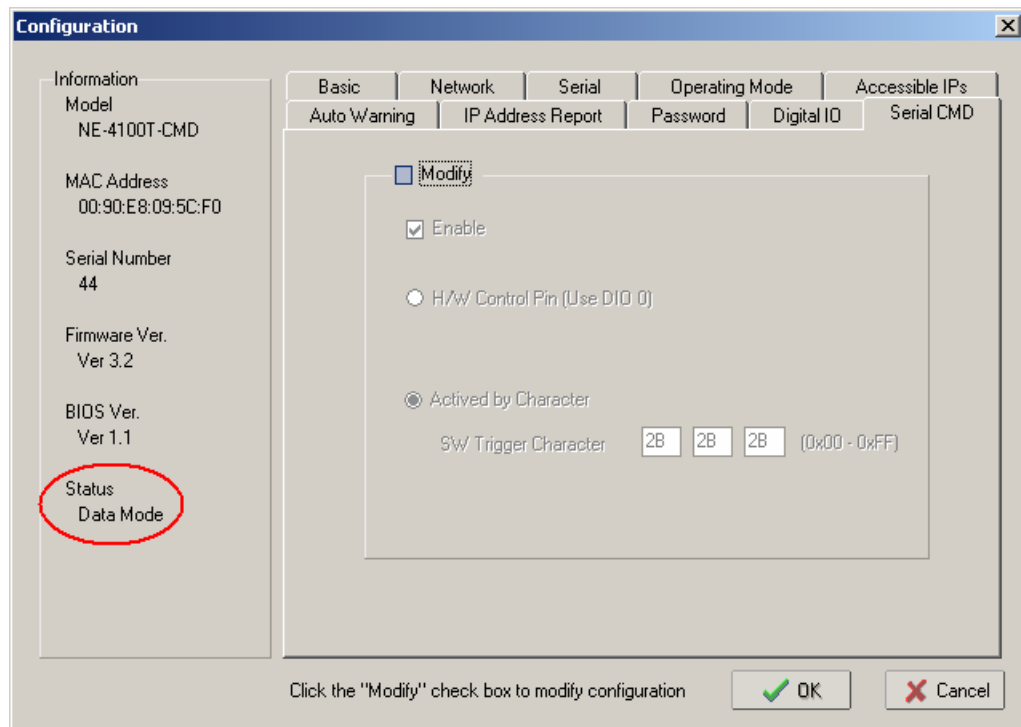 Configuration
Information
Model
NE-4100T-CMD
MAC Address
00:90:E8:09:5C:F0
Serial Number
44
Firmware Ver.
Ver 3.2
BIOS Ver.
Ver 1.1
Status
Data Mode
Basic Network Serial Operating Mode Accessible IPs
Auto Warning IP Address Report Password Digital IO Serial CMD
Modify
Enable
H/W Control Pin (Use DIO 0)
Actived by Character
SW Trigger Character 2B 2B 2B (0x00 - 0xFF)
Click the "Modify" check box to modify configuration OK Cancel